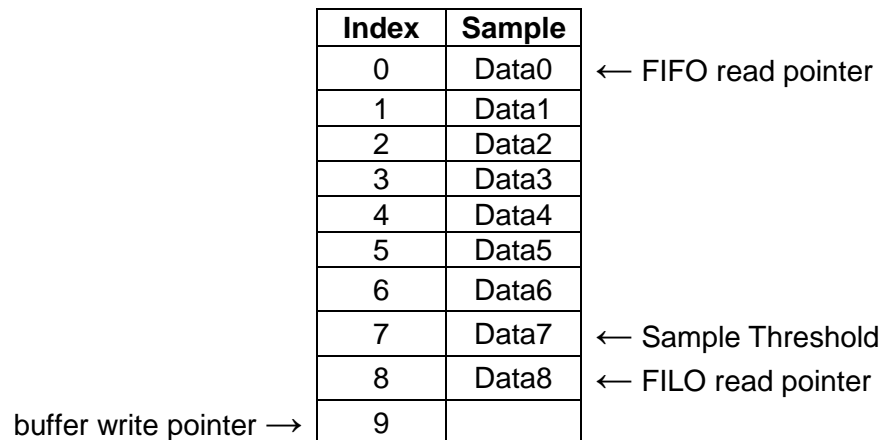 Index Sample
0 Data0 ← FIFO read pointer
1 Data1
2 Data2
3 Data3
4 Data4
5 Data5
6 Data6
7 Data7 ← Sample Threshold
8 Data8 ← FILO read pointer
buffer write pointer → 9